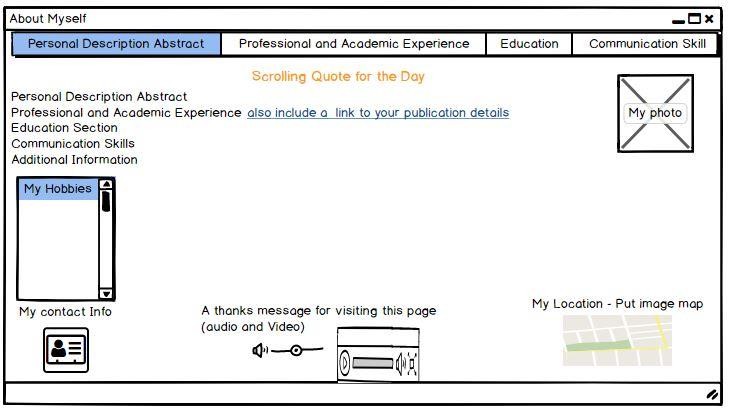 About Myself
Personal Description Abstract
Professional and Academic Experience
Education
Communication Skill
Scrolling Quote for the Day
Personal Description Abstract
Professional and Academic Experience also include a link to your publication details
Education Section
Communication Skills
Additional Information
My photo
My Hobbies
My contact Info
A thanks message for visiting this page
(audio and Video)
My Location - Put image map